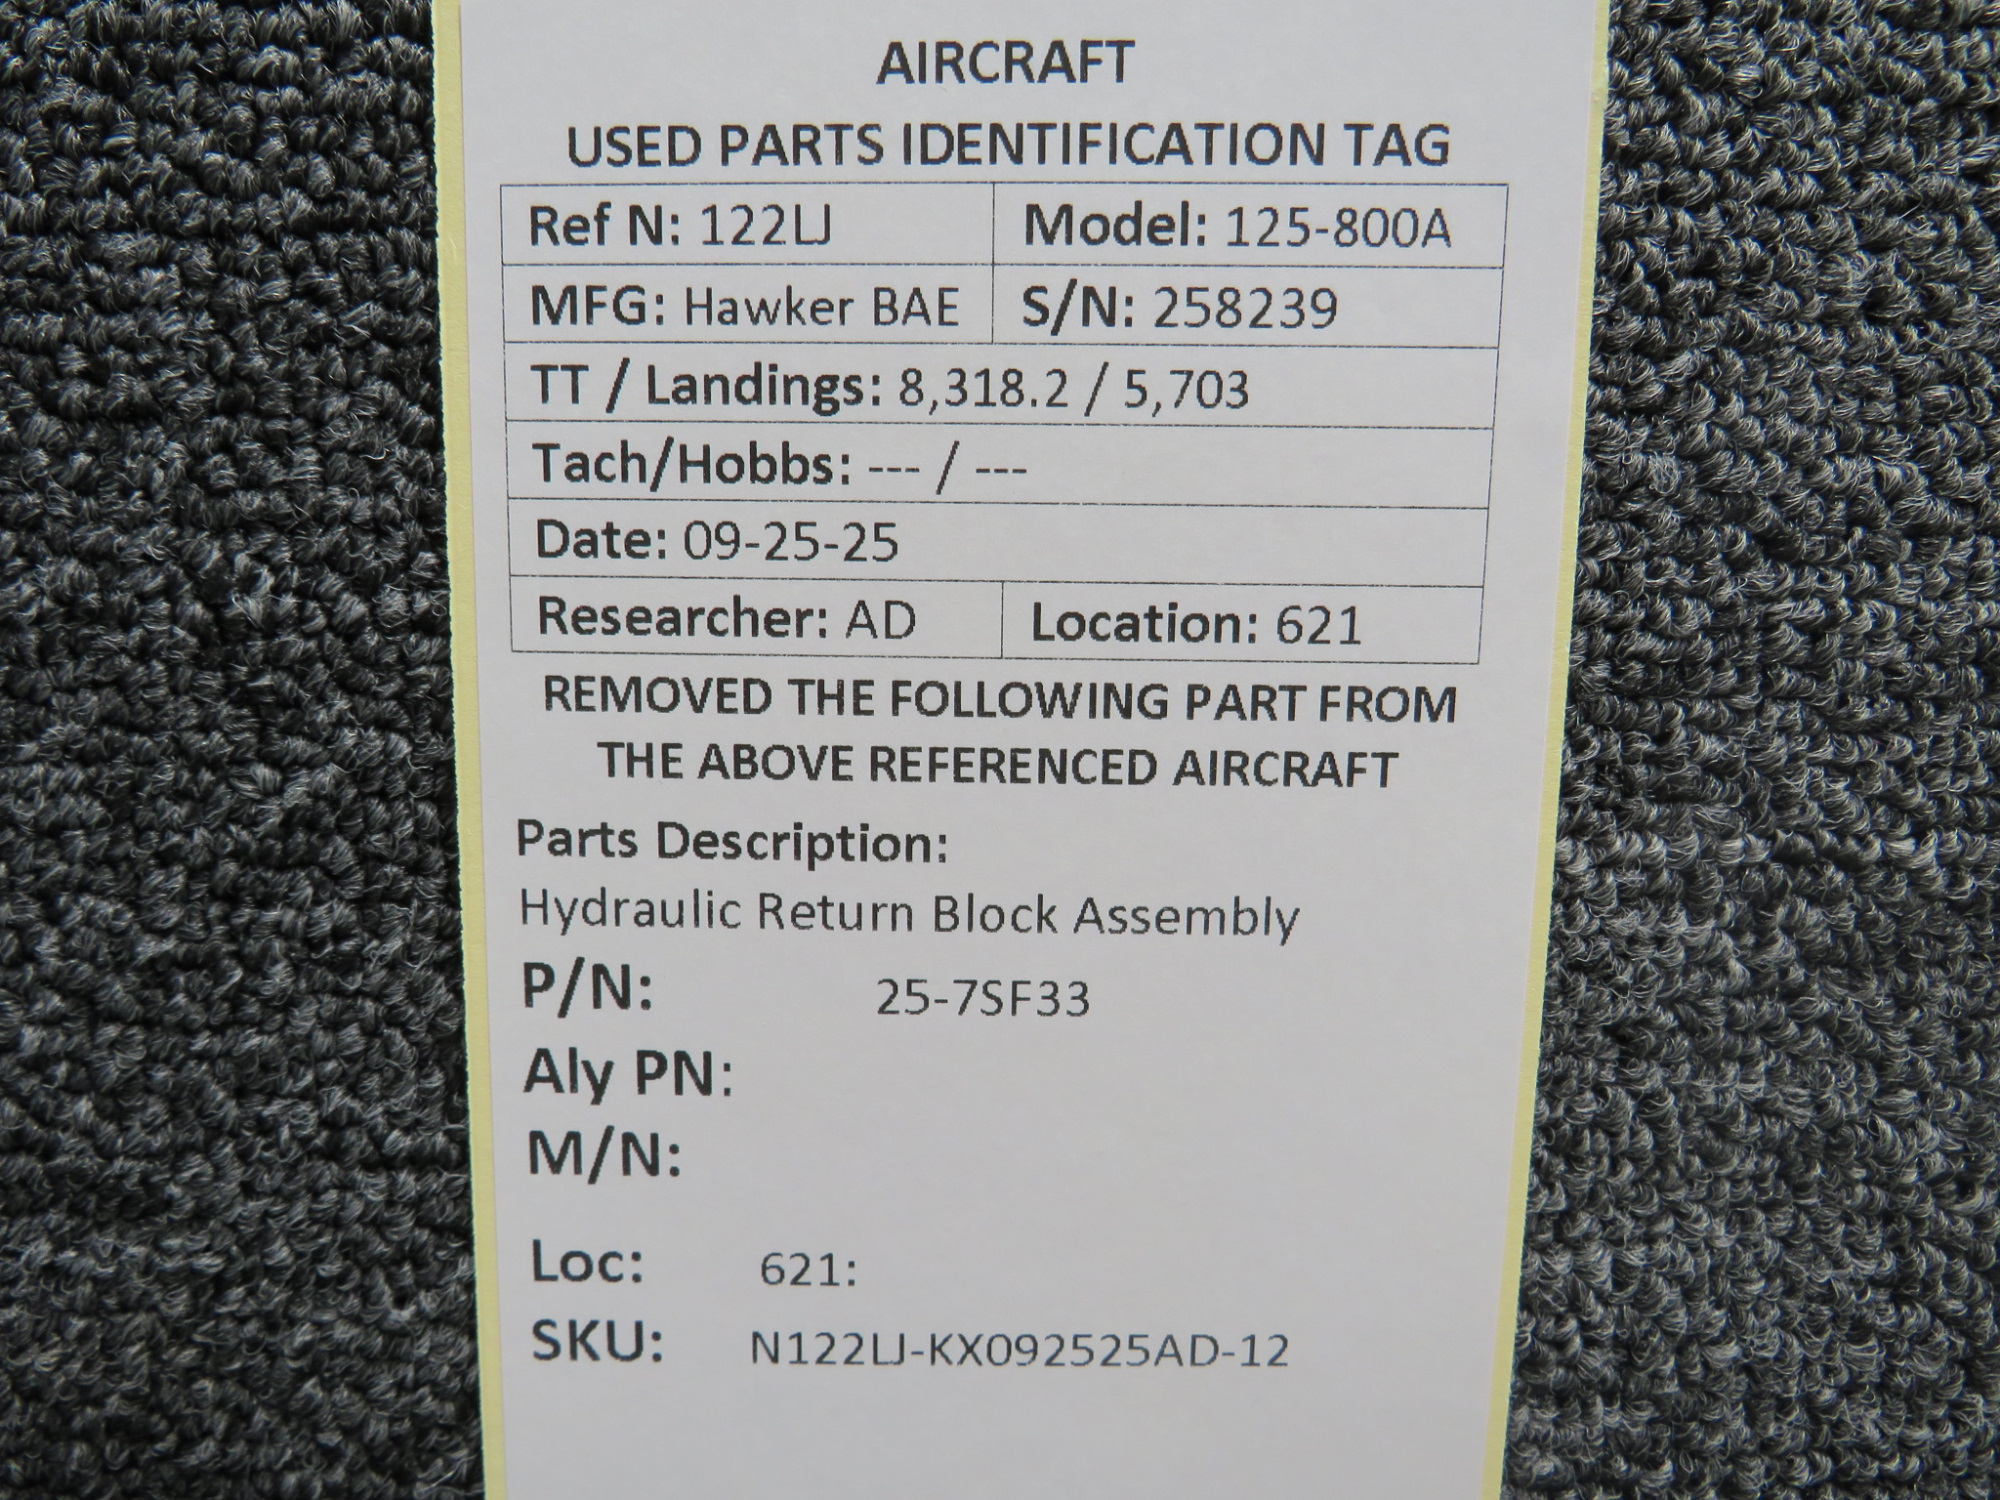 AIRCRAFT
USED PARTS IDENTIFICATION TAG
Ref N: 122LJ Model: 125-800A
MFG: Hawker BAE S/N: 258239
TT / Landings: 8,318.2 / 5,703
Tach/Hobbs: --- / ---
Date: 09-25-25
Researcher: AD Location: 621
REMOVED THE FOLLOWING PART FROM
THE ABOVE REFERENCED AIRCRAFT
Parts Description:
Hydraulic Return Block Assembly
P/N: 25-7SF33
Aly PN:
M/N:
Loc: 621:
SKU: N122LJ-KX092525AD-12